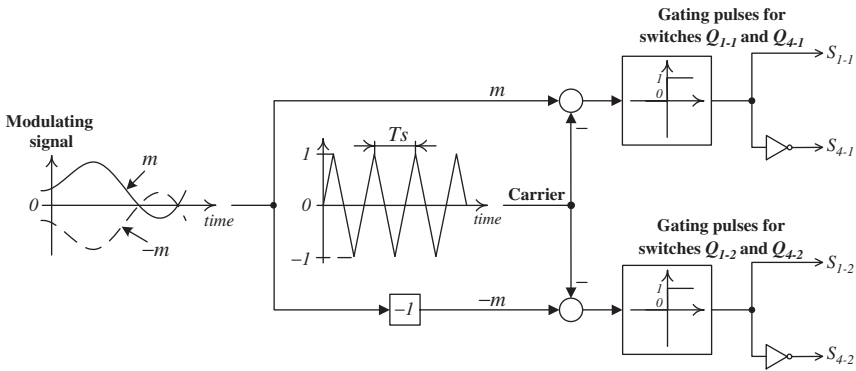 Gating pulses for
switches Q1-1 and Q4-1
S1-1
1
0
m
−
S4-1
Modulating
signal
m
0
time
−m
Ts
1
0
−1
time
Carrier
Gating pulses for
switches Q1-2 and Q4-2
S1-2
−
1
0
-1
−m
S4-2